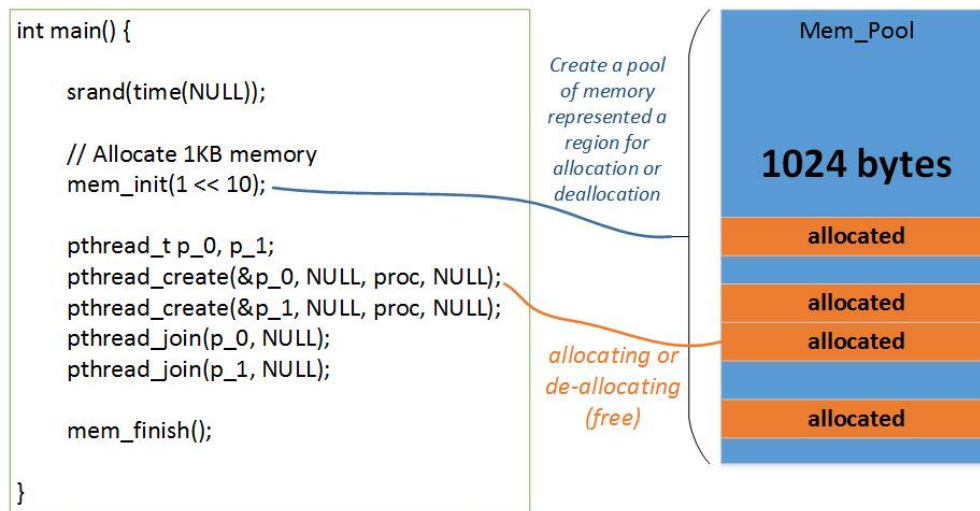 int main() {
srand(time(NULL));
// Allocate 1KB memory
mem_init(1 << 10);
pthread_t p_0, p_1;
pthread_create(&p_0, NULL, proc, NULL);
pthread_create(&p_1, NULL, proc, NULL);
pthread_join(p_0, NULL);
pthread_join(p_1, NULL);
mem_finish();
}
Create a pool
of memory
represented a
region for
allocation or
deallocation
allocating or
de-allocating
(free)
Mem_Pool
1024 bytes
allocated
allocated
allocated
allocated